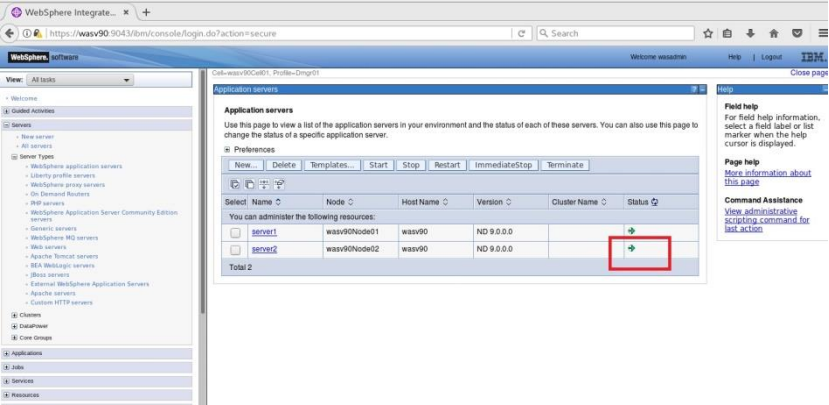 WebSphere Integrate... × +
https://wasv90:9043/ibm/console/login.do?action=secure
Search
WebSphere. software
Welcome wasadmin
Help | Logout
IBM.
View: All tasks
Cell=wasv90Cell01, Profile=Dmgr01
Close page
Welcome
Guided Activities
Servers
New server
All servers
Server Types
WebSphere application servers
Liberty profile servers
WebSphere proxy servers
On Demand Routers
PHP servers
WebSphere Application Server Community Edition
servers
Generic servers
WebSphere MQ servers
Web servers
Apache Tomcat servers
BEA WebLogic servers
JBoss servers
External WebSphere Application Servers
Apache servers
Custom HTTP servers
Clusters
DataPower
Core Groups
Applications
Jobs
Services
Resources
Application servers
Application servers
Use this page to view a list of the application servers in your environment and the status of each of these servers. You can also use this page to
change the status of a specific application server.
Preferences
New... Delete Templates... Start Stop Restart ImmediateStop Terminate
Select Name Node Host Name Version Cluster Name Status
You can administer the following resources:
server1 wasv90Node01 wasv90 ND 9.0.0.0
server2 wasv90Node02 wasv90 ND 9.0.0.0
Total 2
Help
Field help
For field help information,
select a field label or list
marker when the help
cursor is displayed.
Page help
More information about
this page
Command Assistance
View administrative
scripting command for
last action